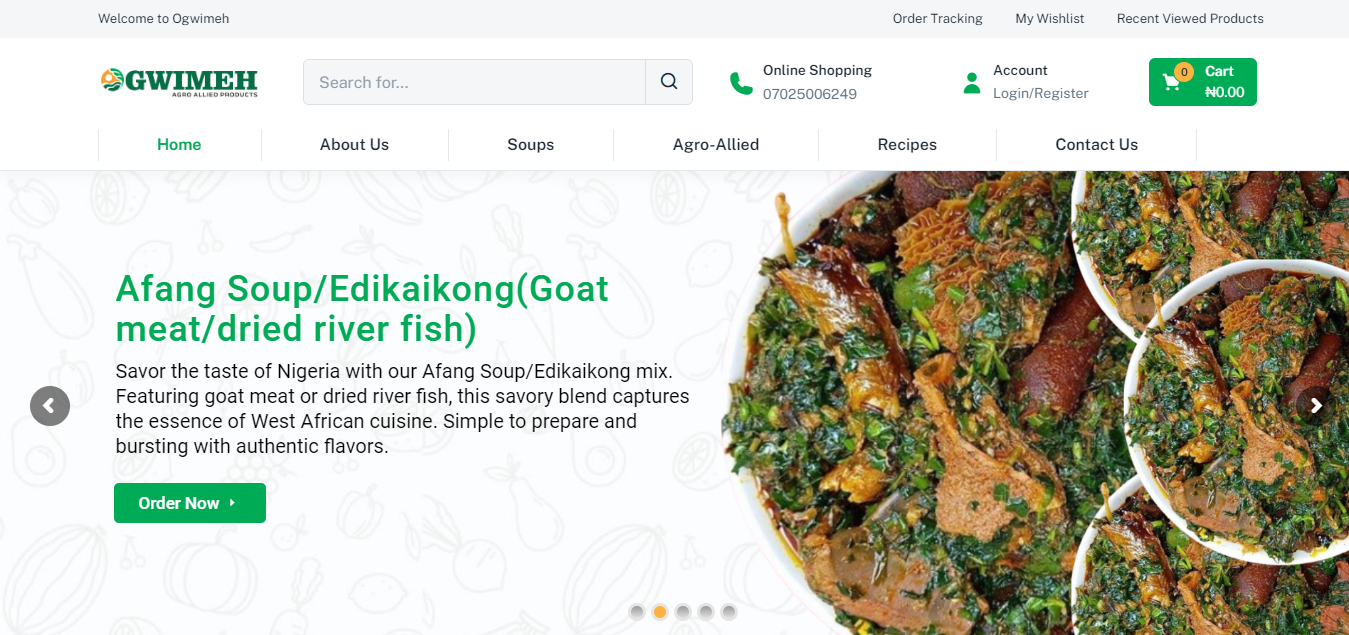 Welcome to Ogwimeh
Order Tracking
My Wishlist
Recent Viewed Products
OGWIMEH
AGRO ALLIED PRODUCTS
Search for...
Online Shopping
07025006249
Account
Login/Register
0
Cart
₦0.00
Home
About Us
Soups
Agro-Allied
Recipes
Contact Us
Afang Soup/Edikaikong(Goat
meat/dried river fish)
Savor the taste of Nigeria with our Afang Soup/Edikaikong mix.
Featuring goat meat or dried river fish, this savory blend captures
the essence of West African cuisine. Simple to prepare and
bursting with authentic flavors.
Order Now